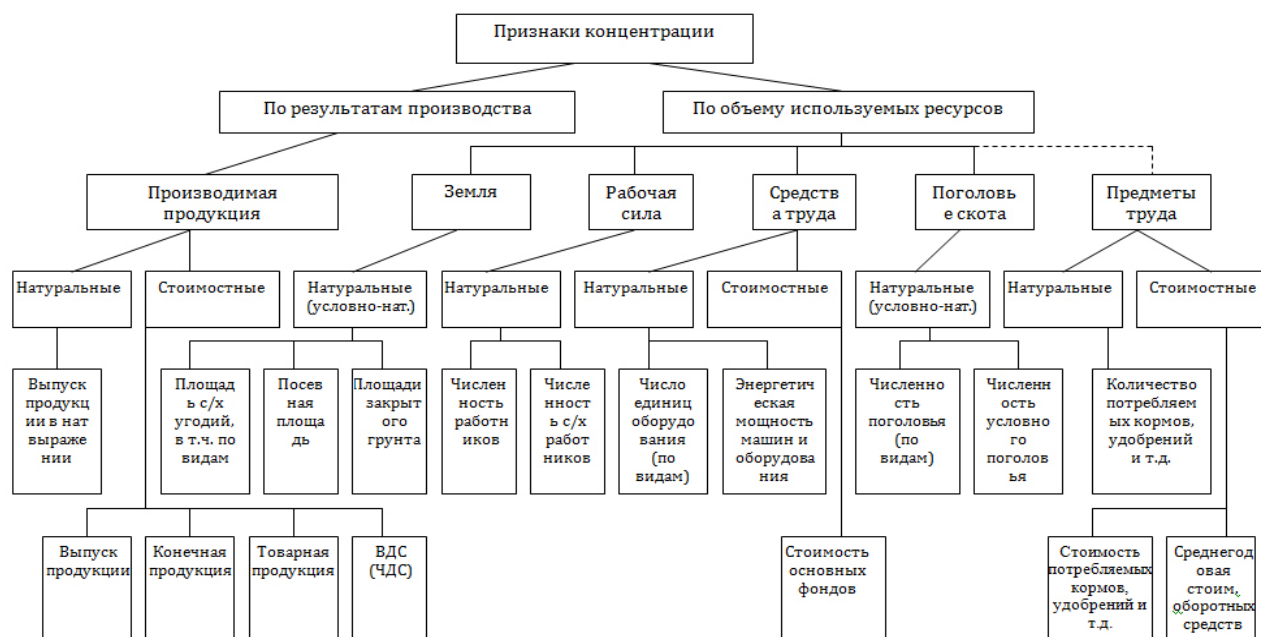 Признаки концентрации
По результатам производства
По объему используемых ресурсов
Производимая
продукция
Земля
Рабочая
сила
Средств
а труда
Поголовь
е скота
Предметы
труда
Натуральные
Стоимостные
Натуральные
(условно-нат.)
Натуральные
Натуральные
Стоимостные
Натуральные
(условно-нат.)
Натуральные
Стоимостные
Выпуск
продукц
ии в нат
выраже
нии
Площад
ь с/х
угодий,
в т.ч. по
видам
Посев
ная
площа
дь
Площади
закрыт
ого
грунта
Числен
ность
работн
иков
Числе
нност
ь с/х
работ
ников
Число
единиц
оборудо
вания
(по
видам)
Энергетич
еская
мощность
машин и
оборудова
ния
Численно
сть
поголовья
(по
видам)
Численн
ость
условно
го
поголов
ья
Количество
потребляем
ых кормов,
удобрений
и т.д.
Выпуск
продукции
Конечная
продукция
Товарная
продукция
ВДС
(ЧДС)
Стоимость
основных
фондов
Стоимость
потребляемых
кормов,
удобрений и
т.д.
Среднегод
овая
стоим,
оборотных
средств